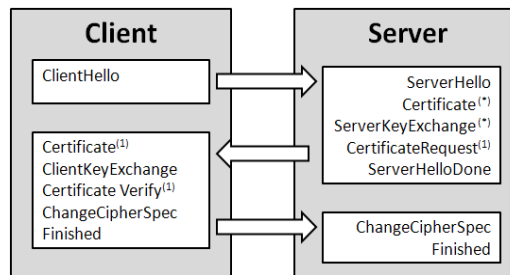 Client
Server
ClientHello
ServerHello
Certificate(*)
ServerKeyExchange(*)
CertificateRequest(1)
ServerHelloDone
Certificate(1)
ClientKeyExchange
Certificate Verify(1)
ChangeCipherSpec
Finished
ChangeCipherSpec
Finished